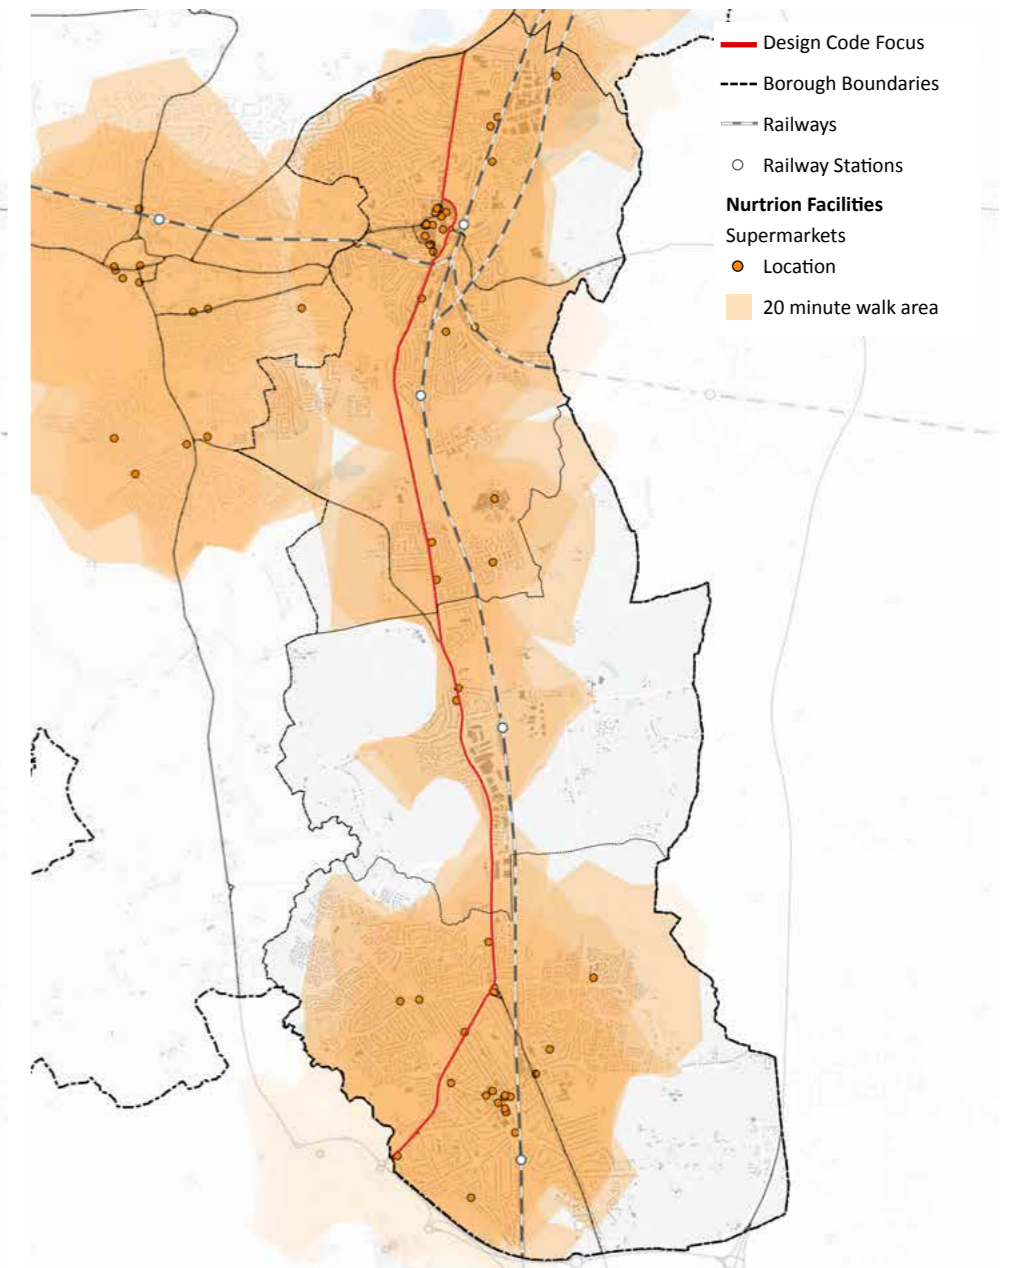 Design Code Focus
Borough Boundaries
Railways
Railway Stations
Nurtrion Facilities
Supermarkets
Location
20 minute walk area